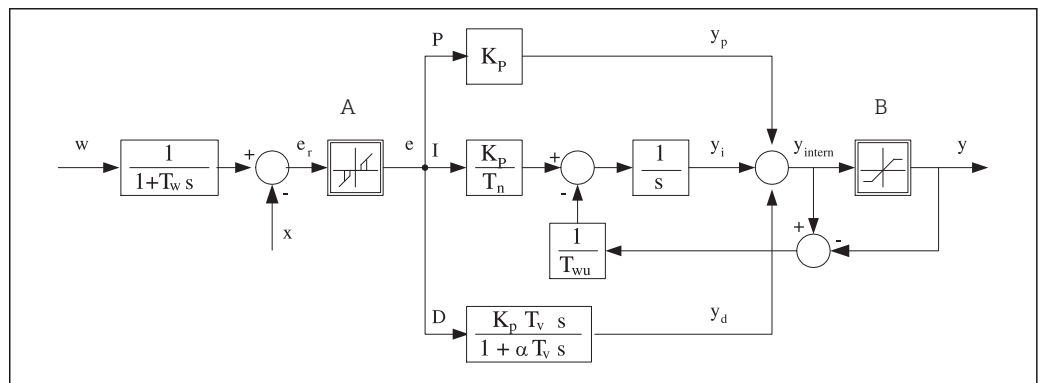 P
y_p
K_P
A
B
w
1
1+T_w s
+
-
e_r
e
I
K_P
T_n
+
-
1
s
y_i
y_intern
y
x
1
T_wu
+
-
D
K_p T_v s
1 + α T_v s
y_d